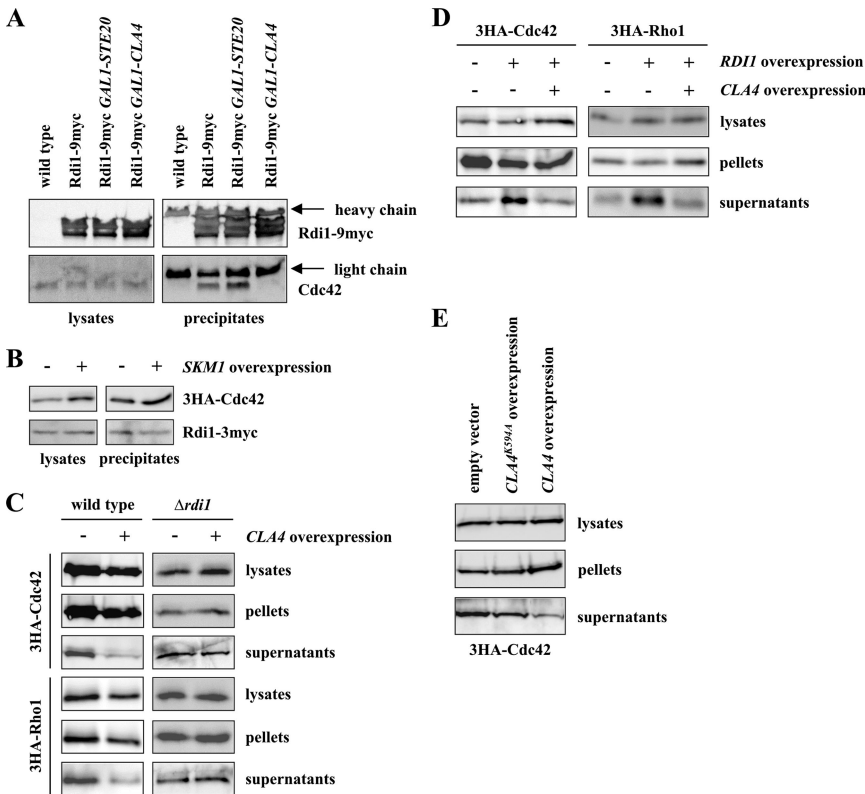 A
wild type
Rdi1-9myc
Rdi1-9myc GAL1-STE20
Rdi1-9myc GAL1-CLA4
wild type
Rdi1-9myc
Rdi1-9myc GAL1-STE20
Rdi1-9myc GAL1-CLA4
heavy chain
Rdi1-9myc
light chain
Cdc42
lysates precipitates
B
- + - + SKM1 overexpression
3HA-Cdc42
Rdi1-3myc
lysates precipitates
C
wild type Δrdi1
- + - + CLA4 overexpression
3HA-Cdc42
lysates
pellets
supernatants
3HA-Rho1
lysates
pellets
supernatants
D
3HA-Cdc42 3HA-Rho1
- + + - + + RDI1 overexpression
- - + - - + CLA4 overexpression
lysates
pellets
supernatants
E
empty vector
CLA4K594A overexpression
CLA4 overexpression
lysates
pellets
supernatants
3HA-Cdc42